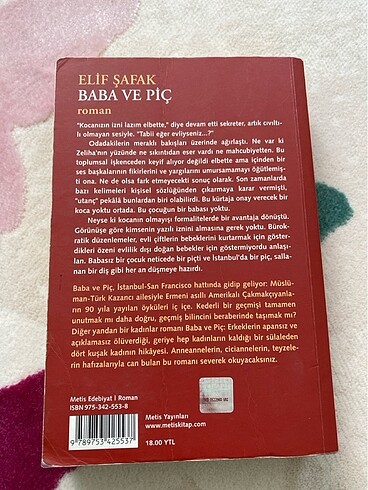 ELİF ŞAFAK
BABA VE PİÇ
roman
"Kocanızın izni lazım elbette," diye devam etti sekreter, artık cıvıltı-
lı olmayan sesiyle. "Tabii eğer evliyseniz...?"
Odadakilerin meraklı bakışları üzerinde ağırlaştı. Ne var ki
Zeliha'nın yüzünde ne sıkıntıdan eser vardı ne mahcubiyetten. Bu
toplumsal işkenceden keyif alıyor değildi elbette ama içinden bir
ses başkalarının fikirlerini ve yargılarını umursamamayı öğütlemiş-
ti ona. Ne de olsa fark etmeyecekti sonuç olarak. Son zamanlarda
bazı kelimeleri kişisel sözlüğünden çıkarmaya karar vermişti,
"utanç" pekâlâ bunlardan biri olabilirdi. Bu kürtaja onay verecek bir
koca yoktu ortada. Bu çocuğun bir babası yoktu.
Neyse ki kocanın olmayışı formalitelerde bir avantaja dönüştü.
Görünüşe göre kimsenin yazılı iznini almasına gerek yoktu. Bürok-
ratik düzenlemeler, evli çiftlerin bebeklerini kurtarmak için göster-
dikleri özeni evlilik dışı doğan bebekler için göstermiyordu anlaşı-
lan. Babasız bir çocuk neticede bir piçti ve İstanbul'da bir piç, salla-
nan bir diş gibi her an düşmeye hazırdı.
Baba ve Piç, İstanbul-San Francisco hattında gidip geliyor: Müslü-
man-Türk Kazancı ailesiyle Ermeni asıllı Amerikalı Çakmakçıyanla-
rın 90 yıla yayılan öyküleri iç içe. Kederli bir geçmişi tamamen
unutmak mı daha doğru, geçmiş bilincini beraberinde taşımak mı?
Diğer yandan bir kadınlar romanı Baba ve Piç: Erkeklerin apansız ve
açıklamasız ölüverdiği, geriye hep kadınların kaldığı bir sülaleden
dört kuşak kadının hikâyesi. Anneannelerin, ciciannelerin, teyzele-
rin hafızalarıyla can bulan bu romanı severek okuyacaksınız.
Metis Edebiyat | Roman
ISBN 975-342-553-8
9 789753 425537
Metis Yayınları
www.metiskitap.com
18.00 YTL